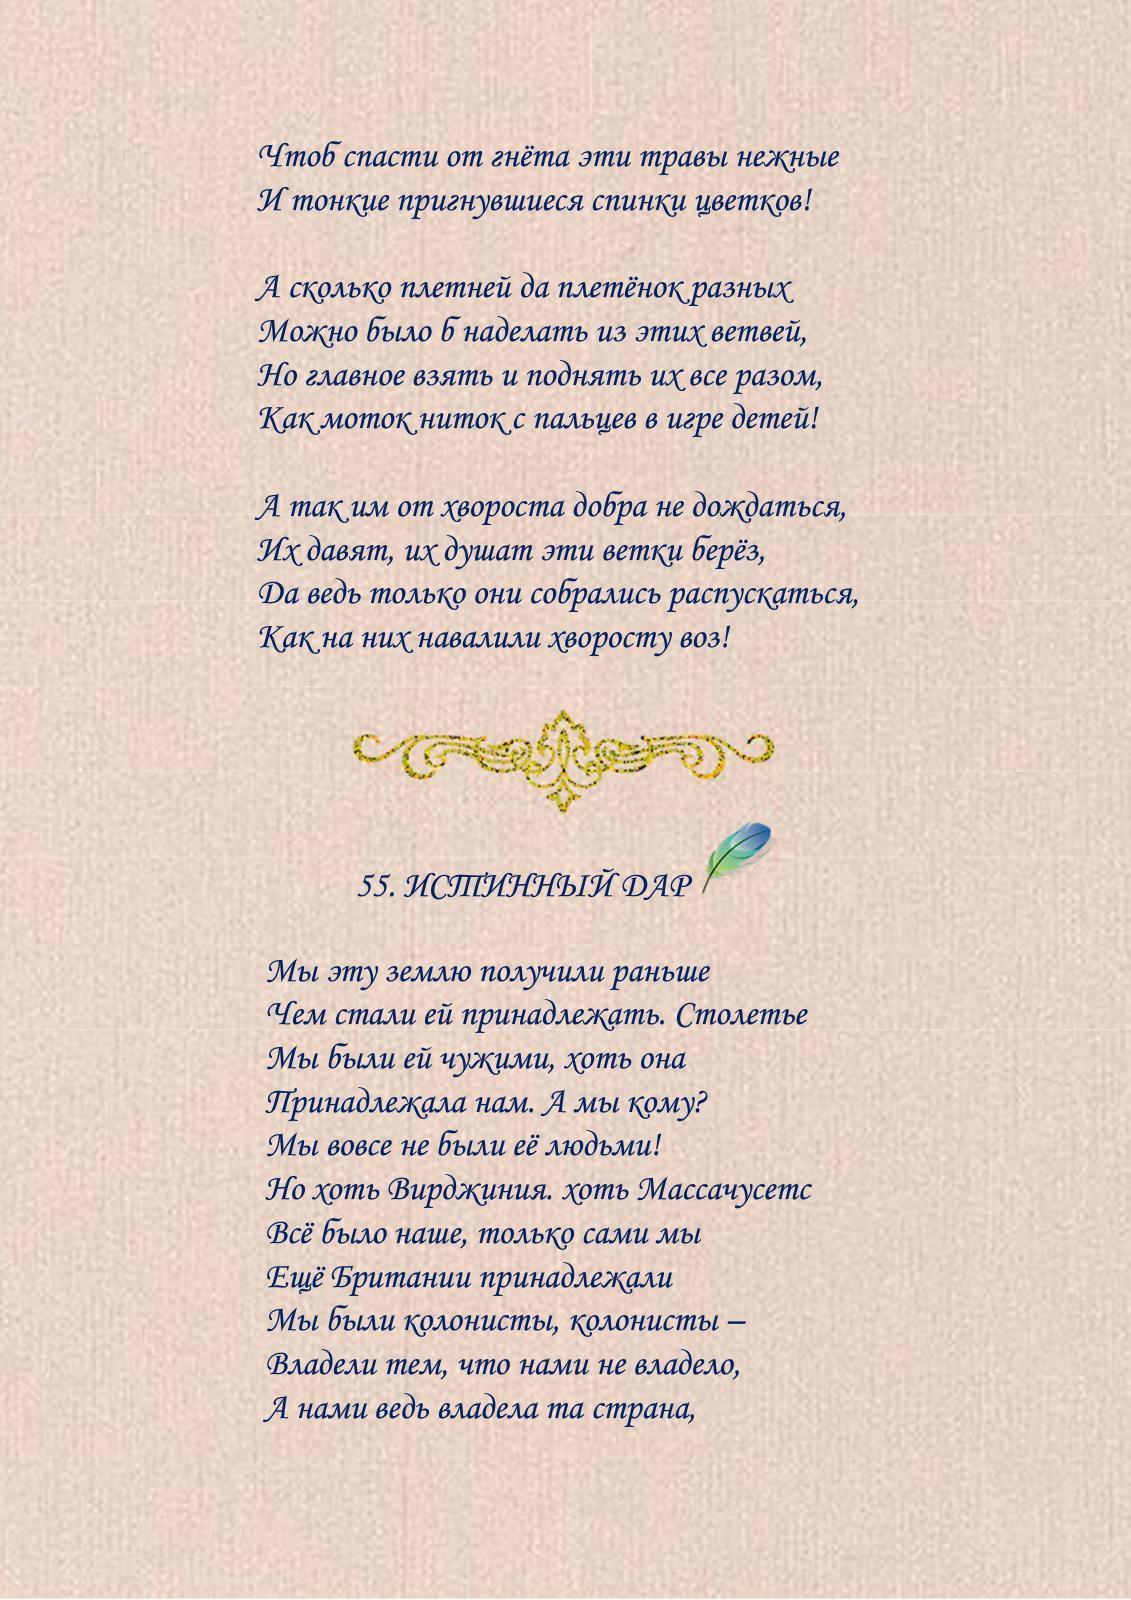 Чтоб спасти от гнёта эти травы нежные
И тонкие пригнувшиеся спинки цветков!
А сколько плетней да плетёнок разных
Можно было б наделать из этих ветвей,
Но главное взять и поднять их все разом,
Как моток ниток с пальцев в игре детей!
А так им от хвороста добра не дождаться,
Их давят, их душат эти ветки берёз,
Да ведь только они собрались распускаться,
Как на них навалили хворосту воз!
55. ИСТИННЫЙ ДАР
Мы эту землю получили раньше
Чем стали ей принадлежать. Столетье
Мы были ей чужими, хоть она
Принадлежала нам. А мы кому?
Мы вовсе не были её людьми!
Но хоть Вирджиния. хоть Массачусетс
Всё было наше, только сами мы
Ещё Британии принадлежали
Мы были колонисты, колонисты –
Владели тем, что нами не владело,
А нами ведь владела та страна,